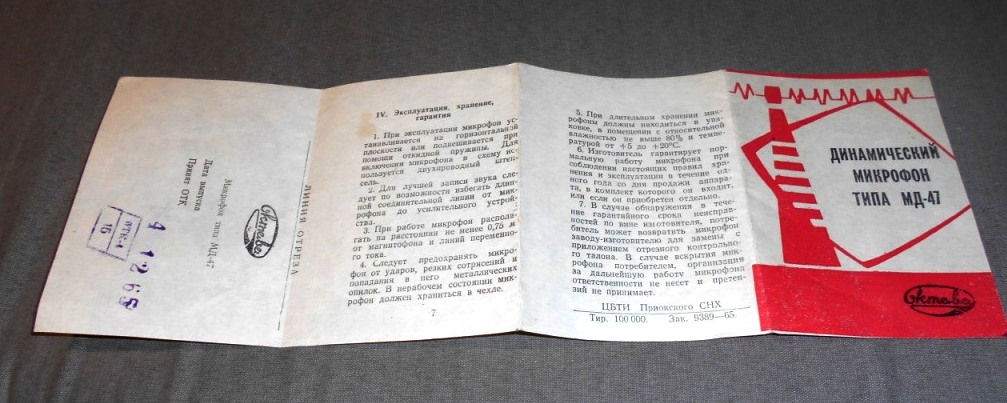 ЛИНИЯ ОТРЕЗА
Октава
Микрофон типа МД-47
Дата выпуска
Принят ОТК
4 12 65
ОТК-4
15
IV. Эксплуатация, хранение,
гарантия
1. При эксплуатации микрофон ус-
танавливается на горизонтальной
плоскости или подвешивается при
помощи откидной пружины. Для
включения микрофона в схему ис-
пользуется двухпроводный штеп-
сель.
2. Для лучшей записи звука сле-
дует по возможности избегать длин-
ной соединительной линии от мик-
рофона до усилительного устрой-
ства.
3. При работе микрофон распола-
гать на расстоянии не менее 0,75 м
от магнитофона и линий переменно-
го тока.
4. Следует предохранять микро-
фон от ударов, резких сотрясений и
попадания в него металлических
опилок. В нерабочем состоянии мик-
рофон должен храниться в чехле.
7
5. При длительном хранении мик-
рофоны должны находиться в упа-
ковке, в помещении с относительной
влажностью не выше 80% и темпе-
ратурой от +5 до +20°С.
6. Изготовитель гарантирует нор-
мальную работу микрофона при
соблюдении настоящих правил хра-
нения и эксплуатации в течение од-
ного года со дня продажи аппара-
та, в комплект которого он входит,
или если он приобретен отдельно.
7. В случае обнаружения в тече-
ние гарантийного срока неисправ-
ностей по вине изготовителя, потре-
битель может возвратить микрофон
заводу-изготовителю для замены с
приложением отрезного контрольно-
го талона. В случае вскрытия мик-
рофона потребителем, организация
за дальнейшую работу микрофона
ответственности не несет и претен-
зий не принимает.
ЦБТИ Приокского СНХ
Тир. 100 000. Зак. 9389—65.
ДИНАМИЧЕСКИЙ
МИКРОФОН
ТИПА МД-47
Октава